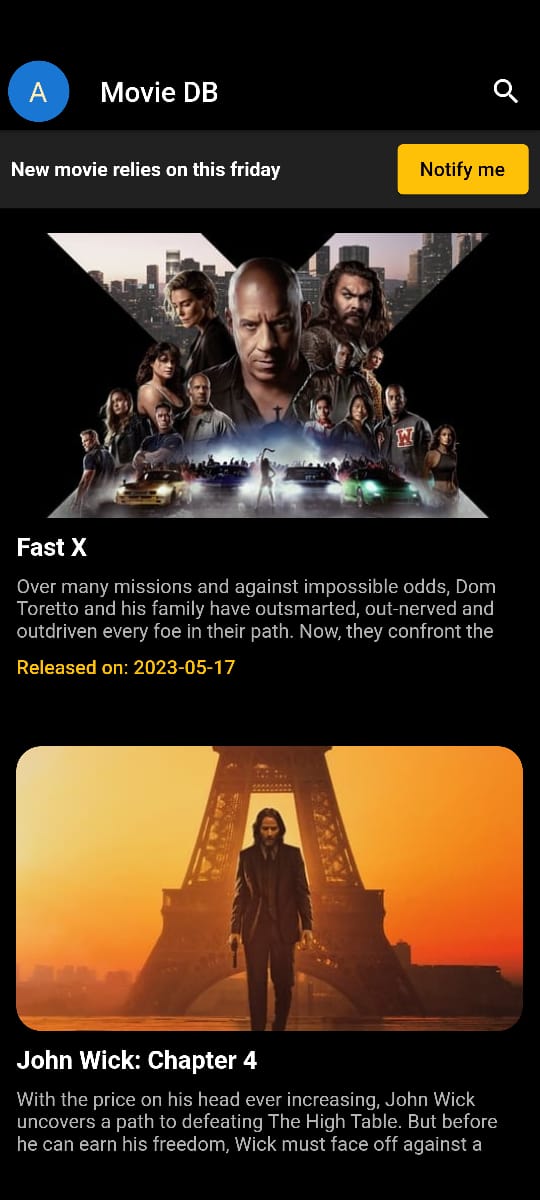 A
Movie DB
New movie relies on this friday
Notify me
W
Fast X
Over many missions and against impossible odds, Dom
Toretto and his family have outsmarted, out-nerved and
outdriven every foe in their path. Now, they confront the
Released on: 2023-05-17
John Wick: Chapter 4
With the price on his head ever increasing, John Wick
uncovers a path to defeating The High Table. But before
he can earn his freedom, Wick must face off against a